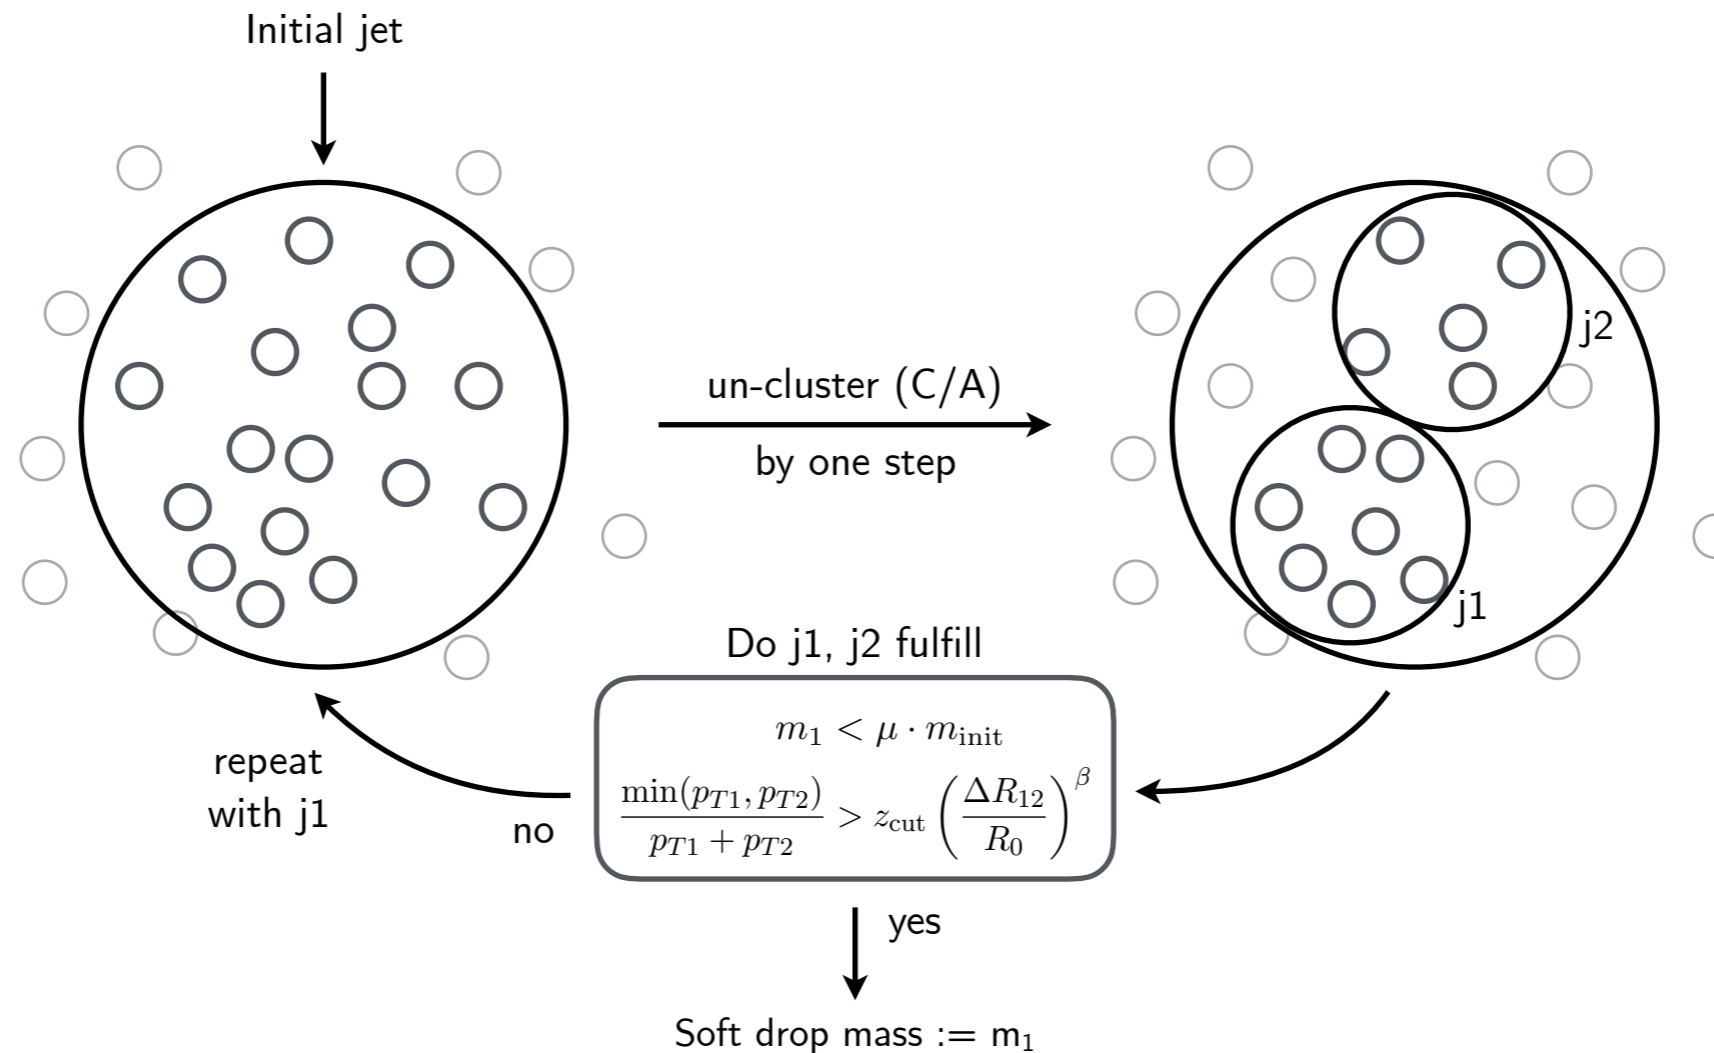 Initial jet
un-cluster (C/A)
by one step
j2
j1
Do j1, j2 fulfill
m₁ < μ · m_init
min(p_T1, p_T2) / (p_T1 + p_T2) > z_cut (ΔR₁₂ / R₀)^β
repeat
with j1
no
yes
Soft drop mass := m₁